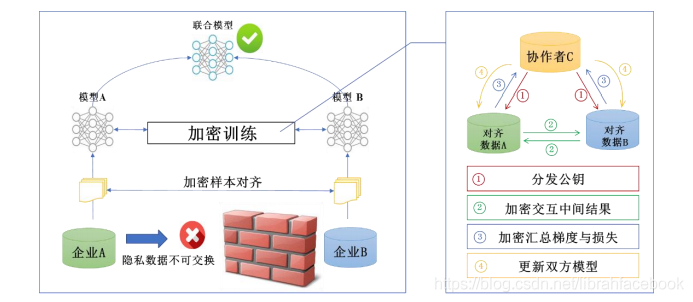 联合模型
模型A
模型 B
加密训练
加密样本对齐
企业A
隐私数据不可交换
企业B
协作者C
④
③
①
①
③
④
对齐
数据A
②
②
对齐
数据B
① 分发公钥
② 加密交互中间结果
③ 加密汇总梯度与损失
④ 更新双方模型
https://blog.csdn.net/librahfacebook